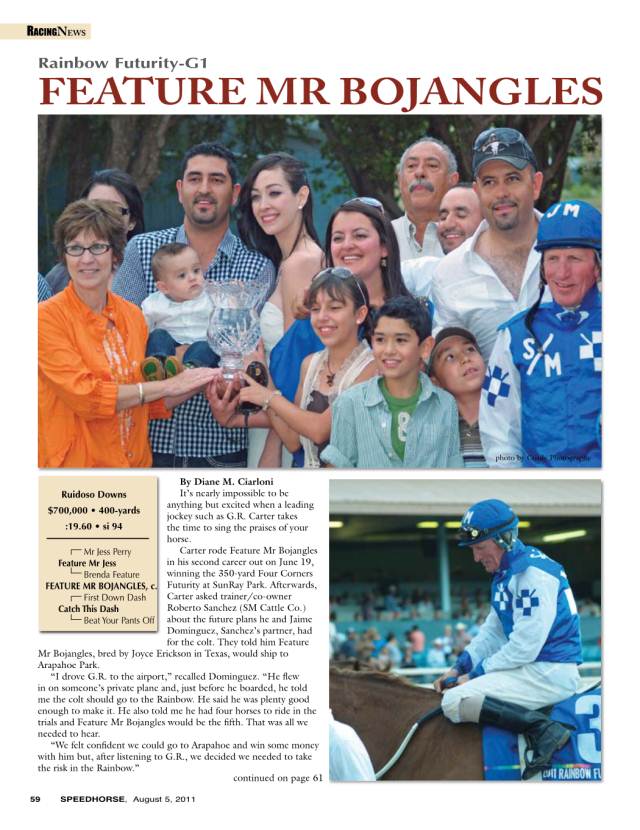 RACINGNEWS
Rainbow Futurity-G1
FEATURE MR BOJANGLES
JM
S/M
photo by Coady Photography
Ruidoso Downs
$700,000 • 400-yards
:19.60 • si 94
Mr Jess Perry
Feature Mr Jess
Brenda Feature
FEATURE MR BOJANGLES, c.
First Down Dash
Catch This Dash
Beat Your Pants Off
By Diane M. Ciarloni
It's nearly impossible to be
anything but excited when a leading
jockey such as G.R. Carter takes
the time to sing the praises of your
horse.
Carter rode Feature Mr Bojangles
in his second career out on June 19,
winning the 350-yard Four Corners
Futurity at SunRay Park. Afterwards,
Carter asked trainer/co-owner
Roberto Sanchez (SM Cattle Co.)
about the future plans he and Jaime
Dominguez, Sanchez's partner, had
for the colt. They told him Feature
Mr Bojangles, bred by Joyce Erickson in Texas, would ship to
Arapahoe Park.
"I drove G.R. to the airport," recalled Dominguez. "He flew
in on someone's private plane and, just before he boarded, he told
me the colt should go to the Rainbow. He said he was plenty good
enough to make it. He also told me he had four horses to ride in the
trials and Feature Mr Bojangles would be the fifth. That was all we
needed to hear.
"We felt confident we could go to Arapahoe and win some money
with him but, after listening to G.R., we decided we needed to take
the risk in the Rainbow."
continued on page 61
3
2011 RAINBOW FU
59 SPEEDHORSE, August 5, 2011